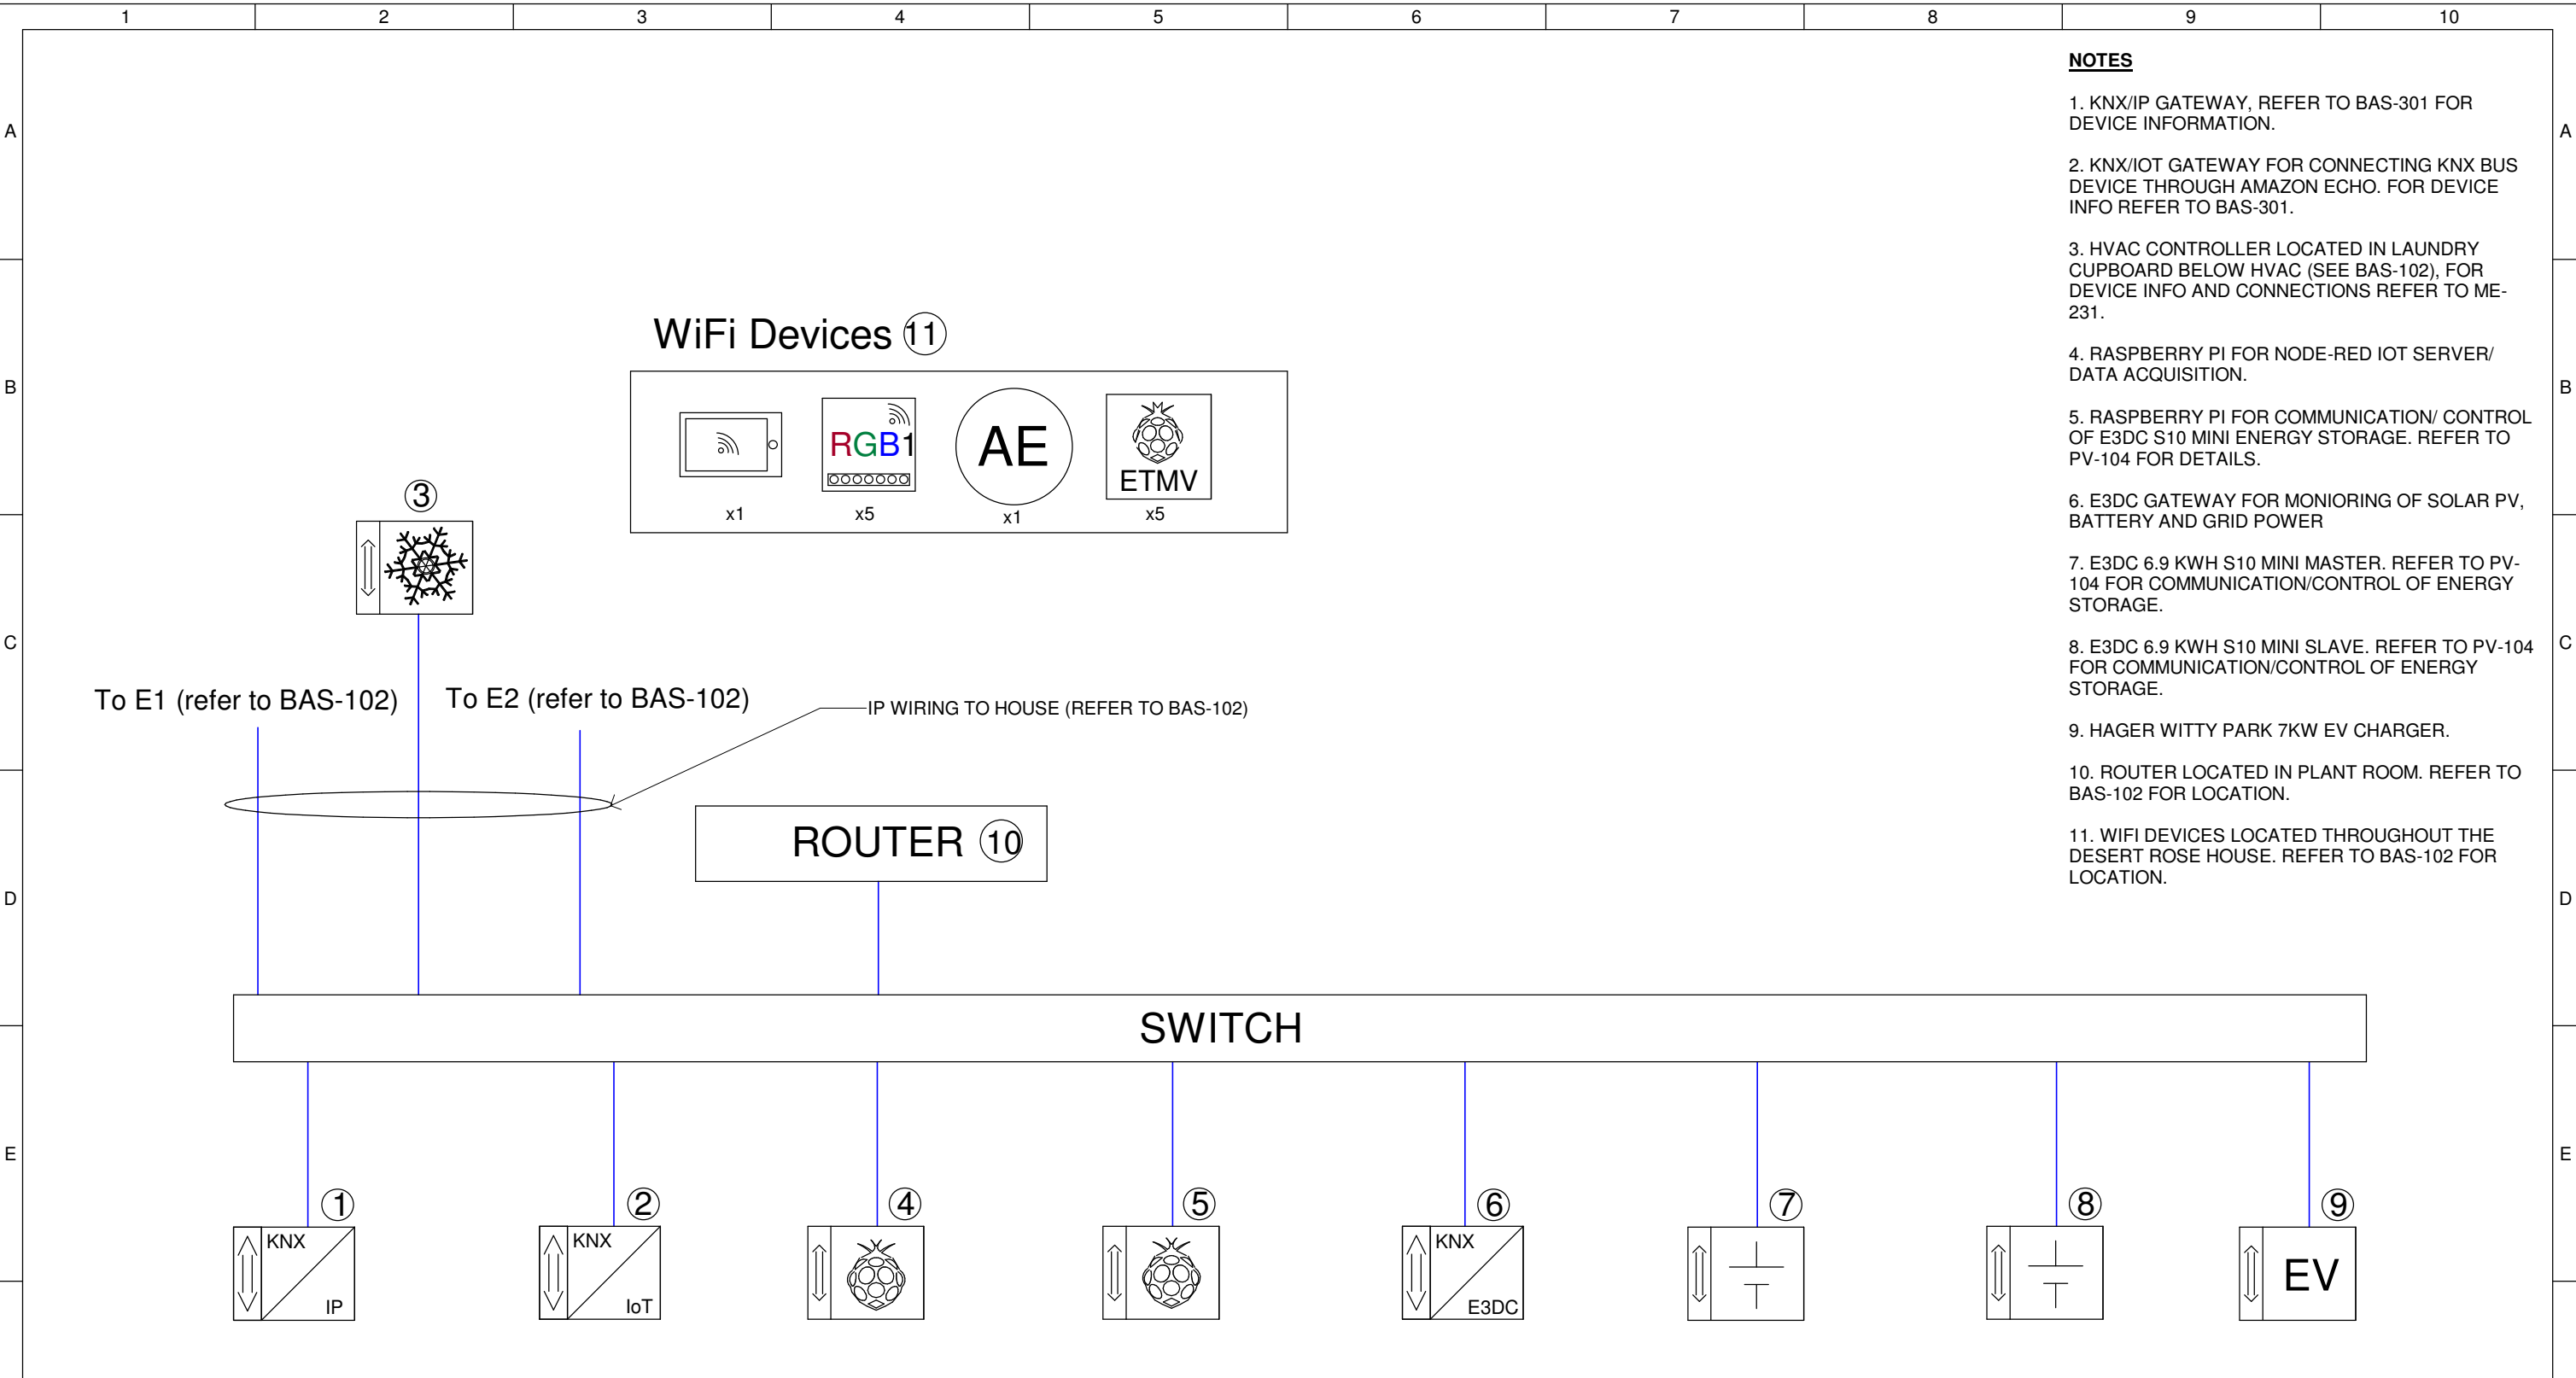 1 2 3 4 5 6 7 8 9 10
NOTES
1. KNX/IP GATEWAY, REFER TO BAS-301 FOR
DEVICE INFORMATION.
A A
2. KNX/IOT GATEWAY FOR CONNECTING KNX BUS
DEVICE THROUGH AMAZON ECHO. FOR DEVICE
INFO REFER TO BAS-301.
3. HVAC CONTROLLER LOCATED IN LAUNDRY
CUPBOARD BELOW HVAC (SEE BAS-102), FOR
DEVICE INFO AND CONNECTIONS REFER TO ME-
231.
4. RASPBERRY PI FOR NODE-RED IOT SERVER/
DATA ACQUISITION.
B B
5. RASPBERRY PI FOR COMMUNICATION/ CONTROL
OF E3DC S10 MINI ENERGY STORAGE. REFER TO
PV-104 FOR DETAILS.
6. E3DC GATEWAY FOR MONIORING OF SOLAR PV,
BATTERY AND GRID POWER
7. E3DC 6.9 KWH S10 MINI MASTER. REFER TO PV-
104 FOR COMMUNICATION/CONTROL OF ENERGY
STORAGE.
8. E3DC 6.9 KWH S10 MINI SLAVE. REFER TO PV-104
FOR COMMUNICATION/CONTROL OF ENERGY
STORAGE.
C C
9. HAGER WITTY PARK 7KW EV CHARGER.
10. ROUTER LOCATED IN PLANT ROOM. REFER TO
BAS-102 FOR LOCATION.
11. WIFI DEVICES LOCATED THROUGHOUT THE
DESERT ROSE HOUSE. REFER TO BAS-102 FOR
LOCATION.
WiFi Devices 11
RGB1 AE ETMV
x1 x5 x1 x5
3
To E1 (refer to BAS-102) To E2 (refer to BAS-102)
IP WIRING TO HOUSE (REFER TO BAS-102)
ROUTER 10
D D
SWITCH
E E
1 2 4 5 6 7 8 9
KNX KNX KNX
EV
IP IoT E3DC